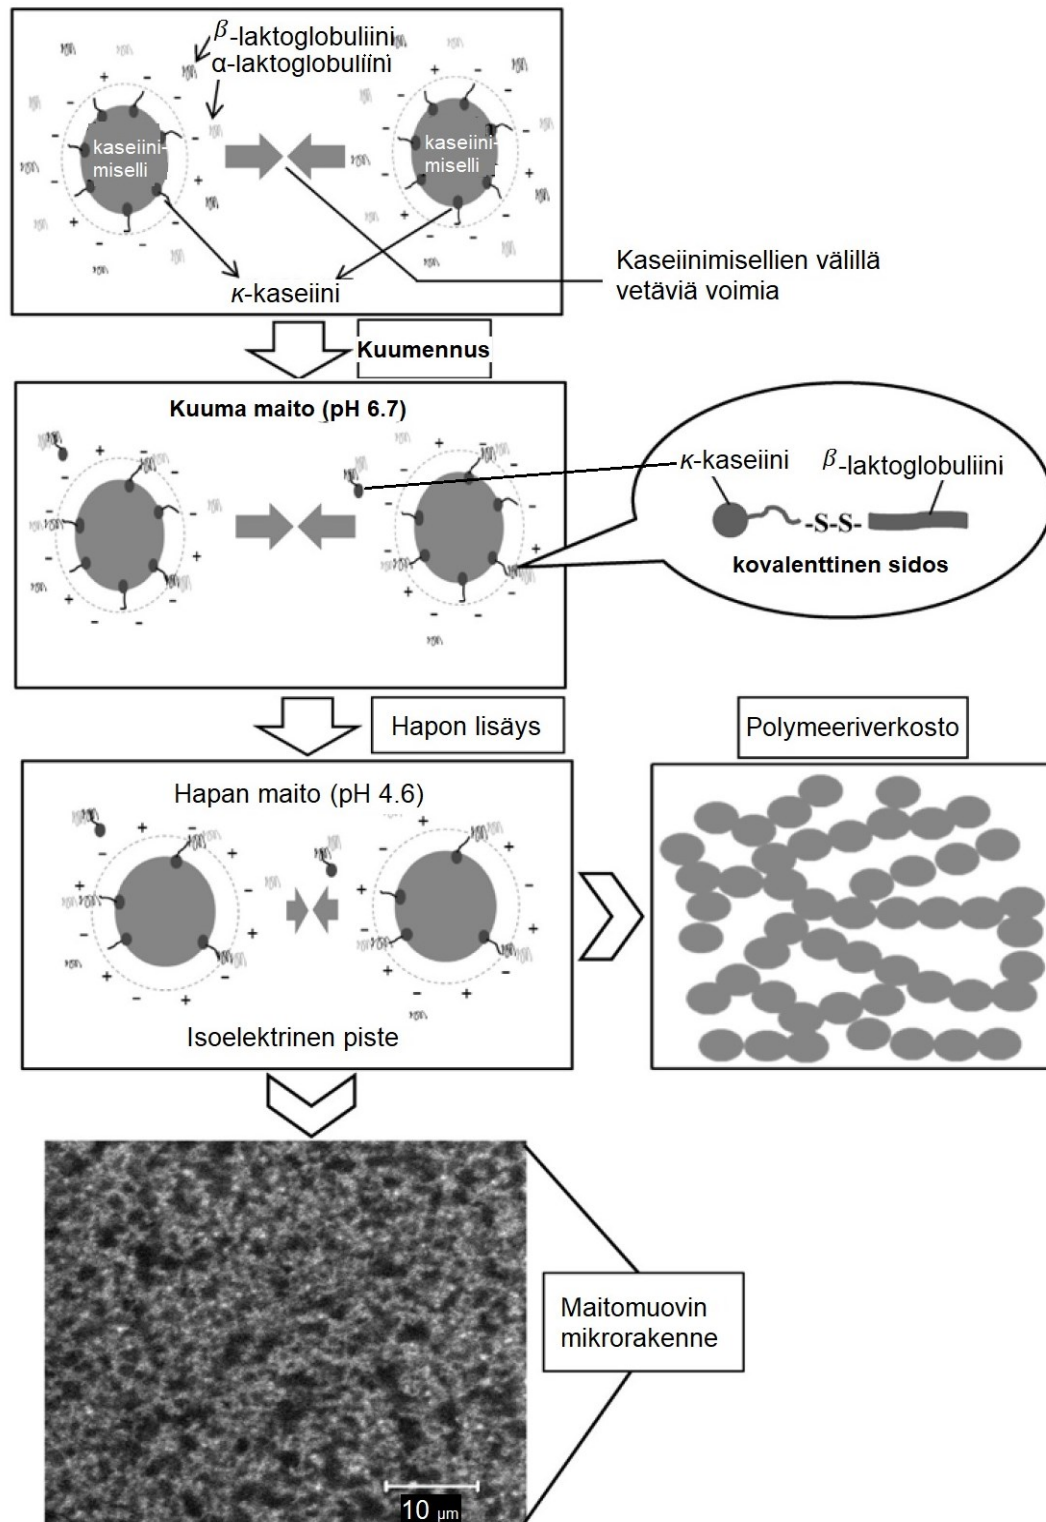 β-laktoglobuliini
α-laktoglobuliini
kaseiini-
miselli
kaseiini-
miselli
κ-kaseiini
Kaseiinimisellien välillä
vetäviä voimia
Kuumennus
Kuuma maito (pH 6.7)
κ-kaseiini
β-laktoglobuliini
-S-S-
kovalenttinen sidos
Hapon lisäys
Polymeeriverkosto
Hapan maito (pH 4.6)
Isoelektrinen piste
Maitomuovin
mikrorakenne
10 μm